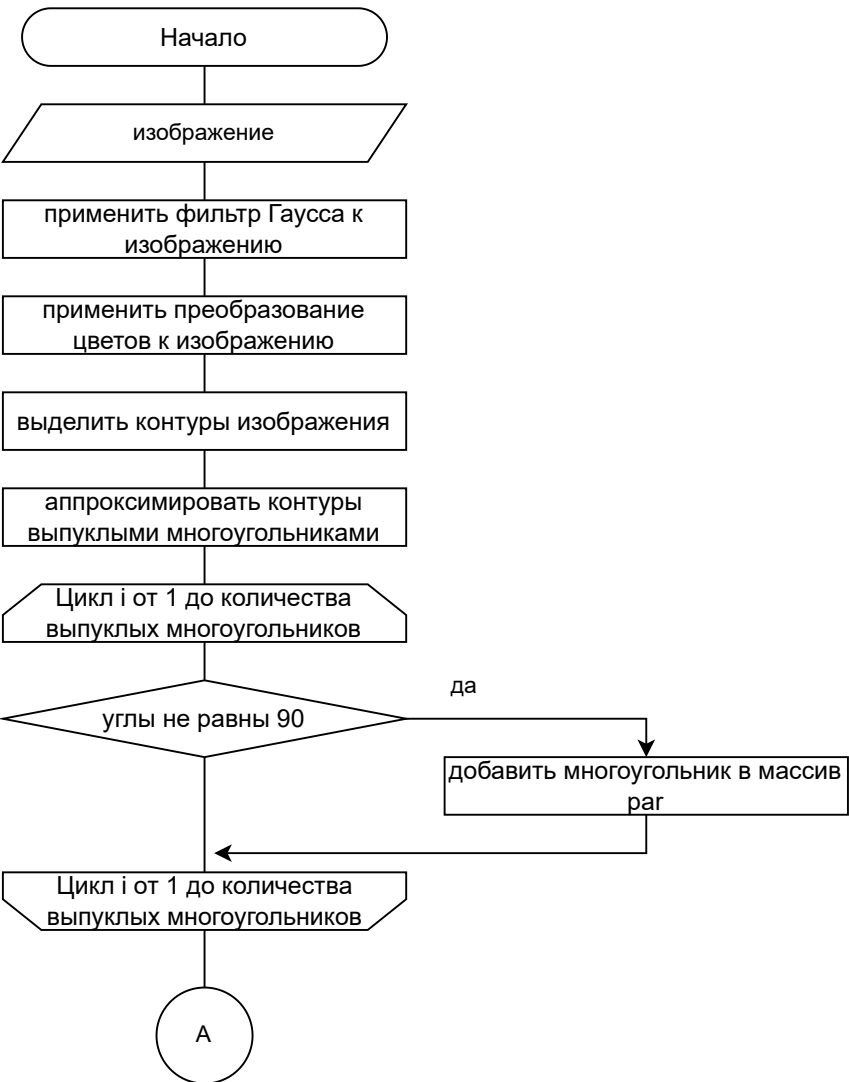 Начало
изображение
применить фильтр Гаусса к
изображению
применить преобразование
цветов к изображению
выделить контуры изображения
аппроксимировать контуры
выпуклыми многоугольниками
Цикл i от 1 до количества
выпуклых многоугольников
да
углы не равны 90
добавить многоугольник в массив
par
Цикл i от 1 до количества
выпуклых многоугольников
А